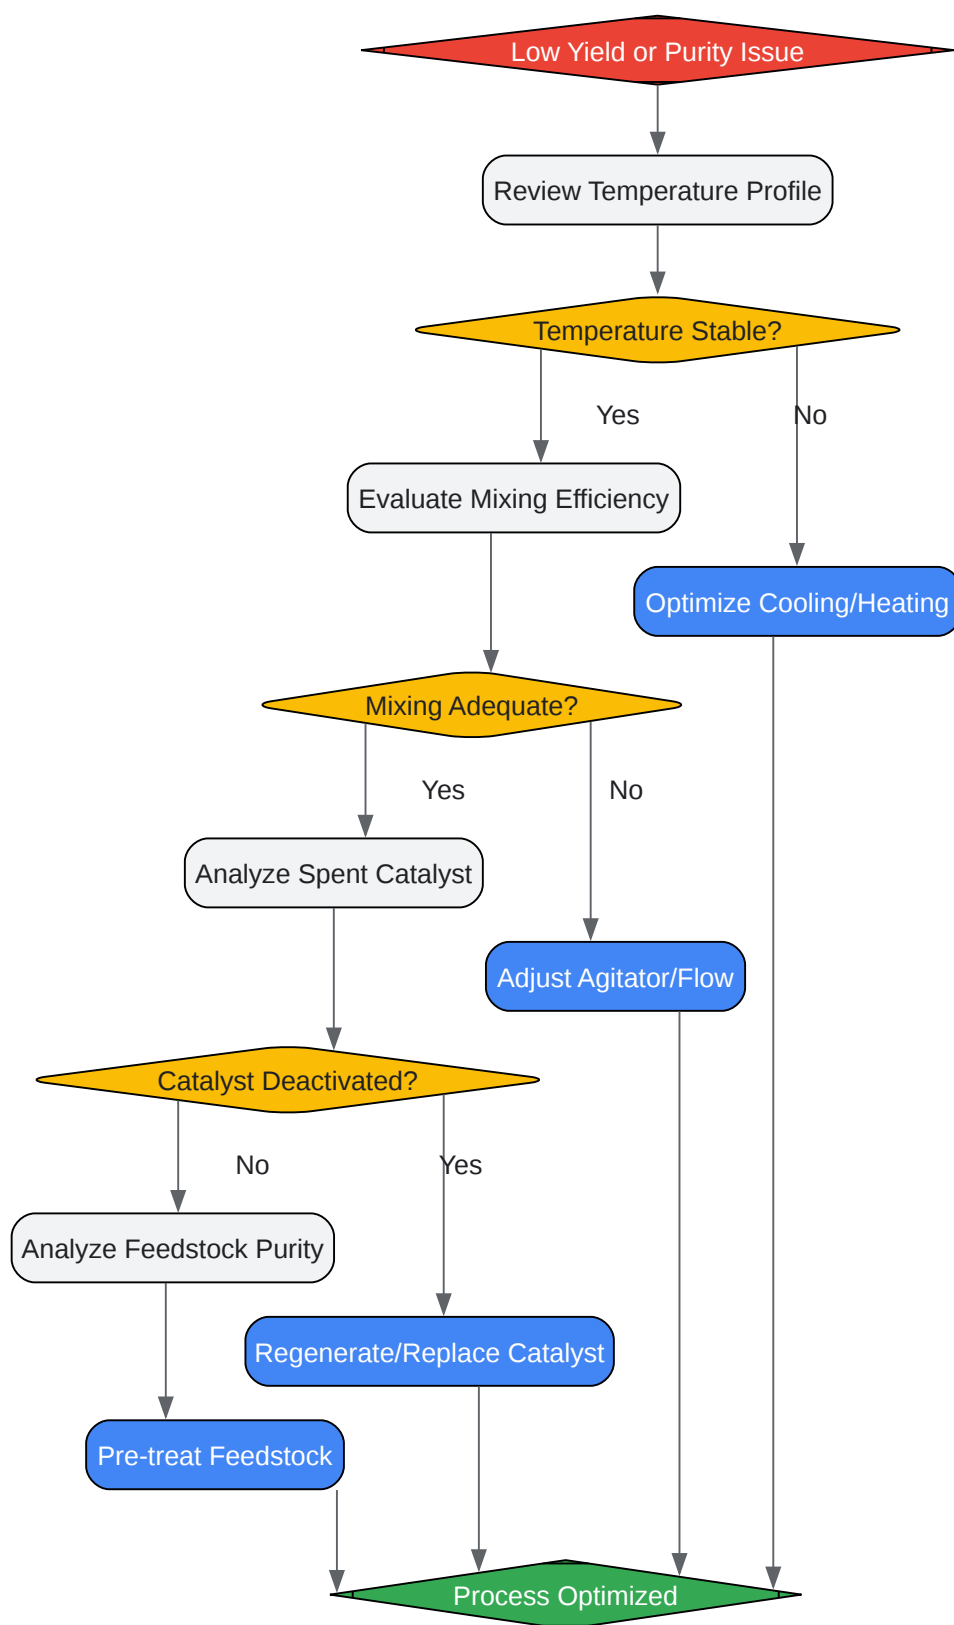 Low Yield or Purity Issue
Review Temperature Profile
Temperature Stable?
Yes
No
Evaluate Mixing Efficiency
Optimize Cooling/Heating
Mixing Adequate?
Yes
No
Analyze Spent Catalyst
Adjust Agitator/Flow
Catalyst Deactivated?
No
Yes
Analyze Feedstock Purity
Regenerate/Replace Catalyst
Pre-treat Feedstock
Process Optimized